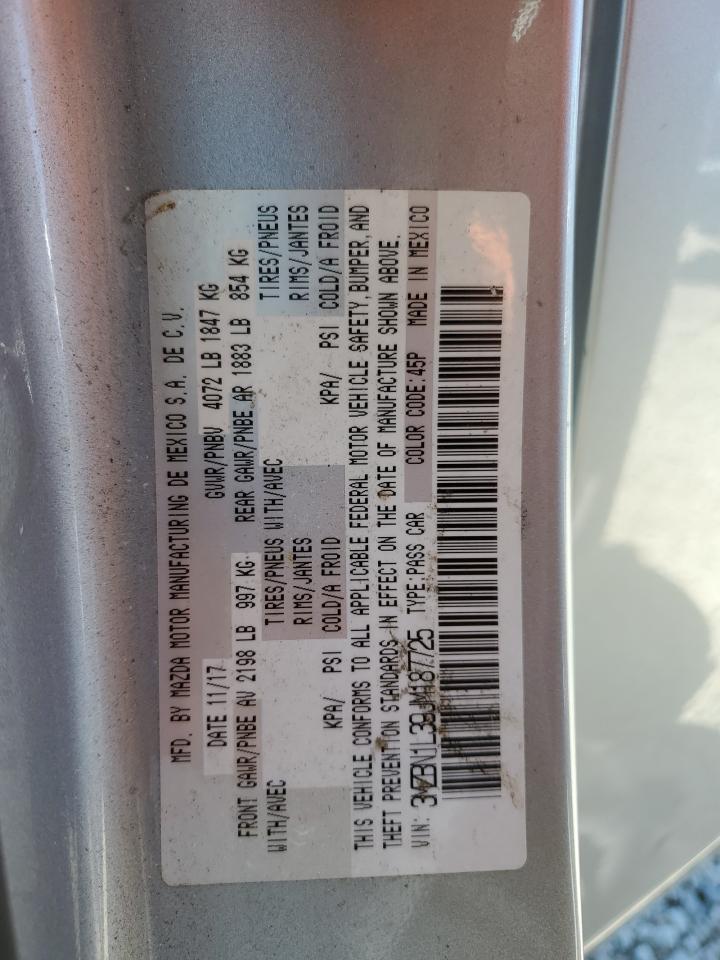 MFD. BY MAZDA MOTOR MANUFACTURING DE MEXICO S.A. DE C.V.
DATE 11/17 GVWR/PNBV 4072 LB 1847 KG
FRONT GAWR/PNBE AV 2198 LB 997 KG REAR GAWR/PNBE AR 1883 LB 854 KG
WITH/AVEC TIRES/PNEUS WITH/AVEC TIRES/PNEUS
RIMS/JANTES RIMS/JANTES
KPA/ PSI COLD/A FROID KPA/ PSI COLD/A FROID
THIS VEHICLE CONFORMS TO ALL APPLICABLE FEDERAL MOTOR VEHICLE SAFETY, BUMPER, AND
THEFT PREVENTION STANDARDS IN EFFECT ON THE DATE OF MANUFACTURE SHOWN ABOVE.
VIN: 3MZBN1L39JM187725 TYPE:PASS CAR COLOR CODE:45P MADE IN MEXICO